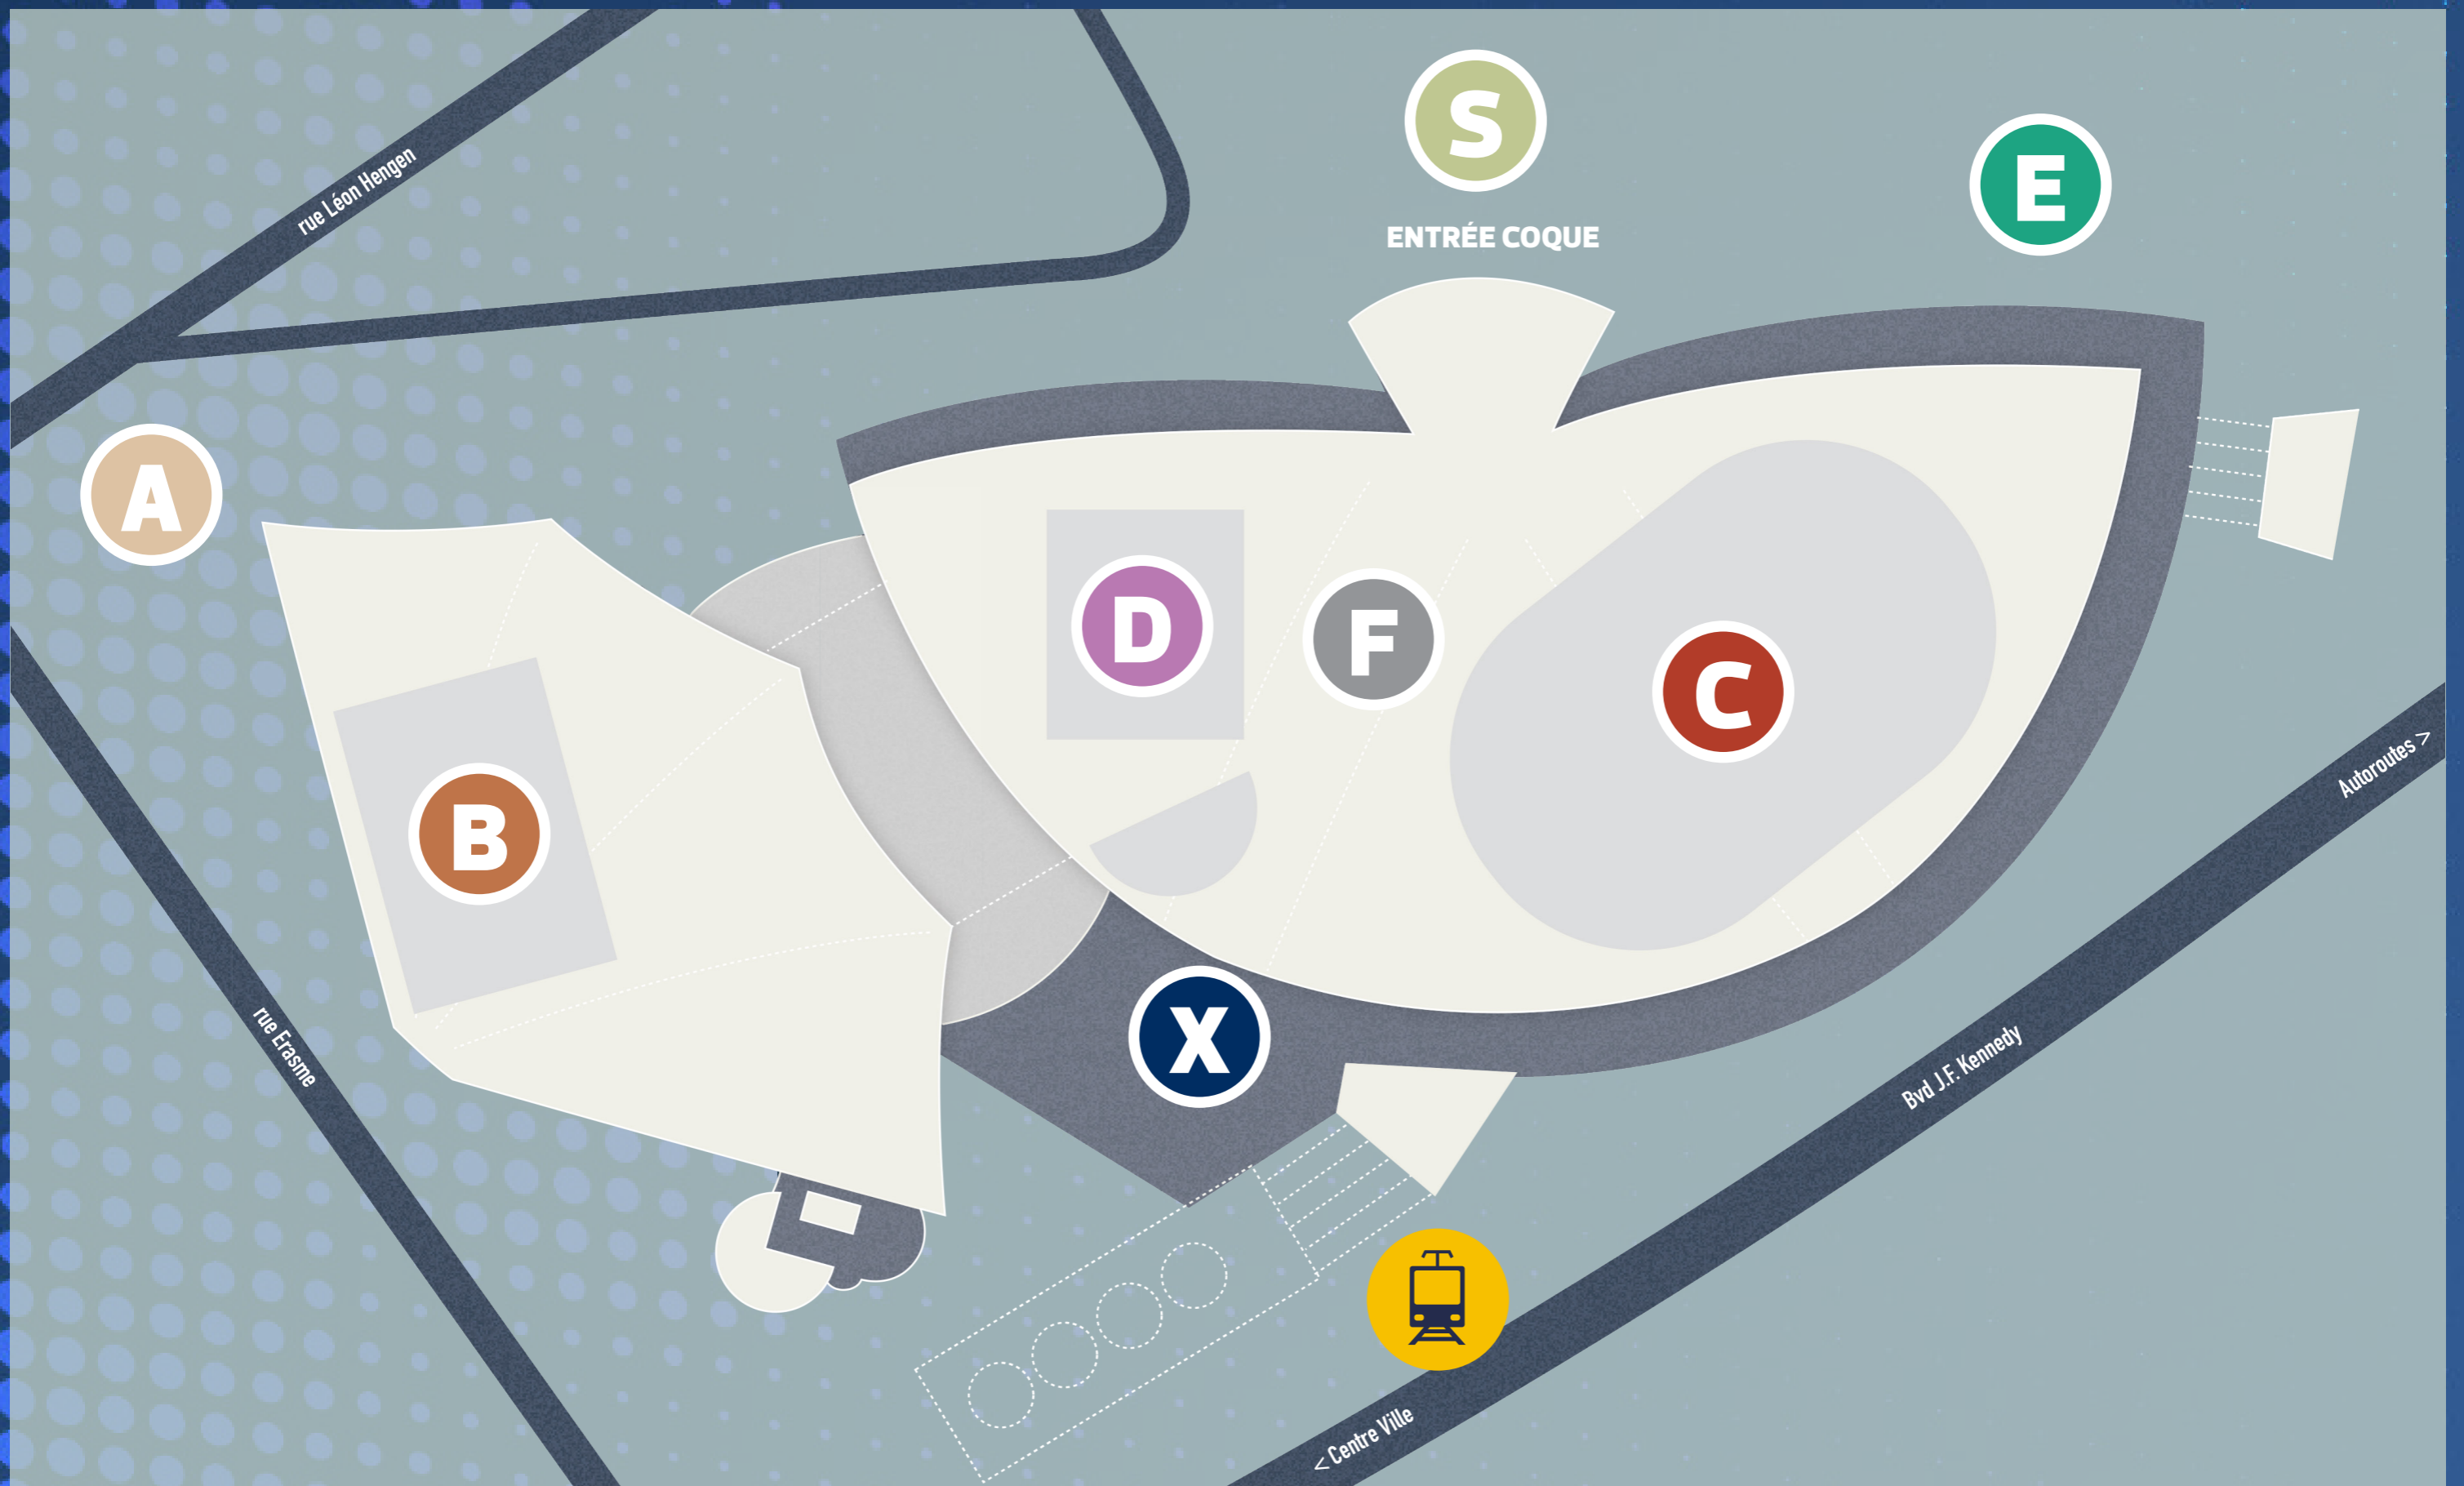 S
E
rue Léon Hengen
ENTRÉE COQUE
A
D
F
C
B
Autoroutes >
X
rue Erasme
Bvd J.F. Kennedy
< Centre Ville